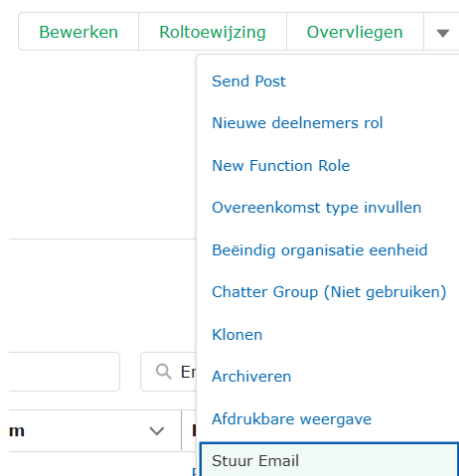 Bewerken Roltoewijzing Overvliegen
Send Post
Nieuwe deelnemers rol
New Function Role
Overeenkomst type invullen
Beëindig organisatie eenheid
Chatter Group (Niet gebruiken)
Klonen
Archiveren
Afdrukbare weergave
Stuur Email